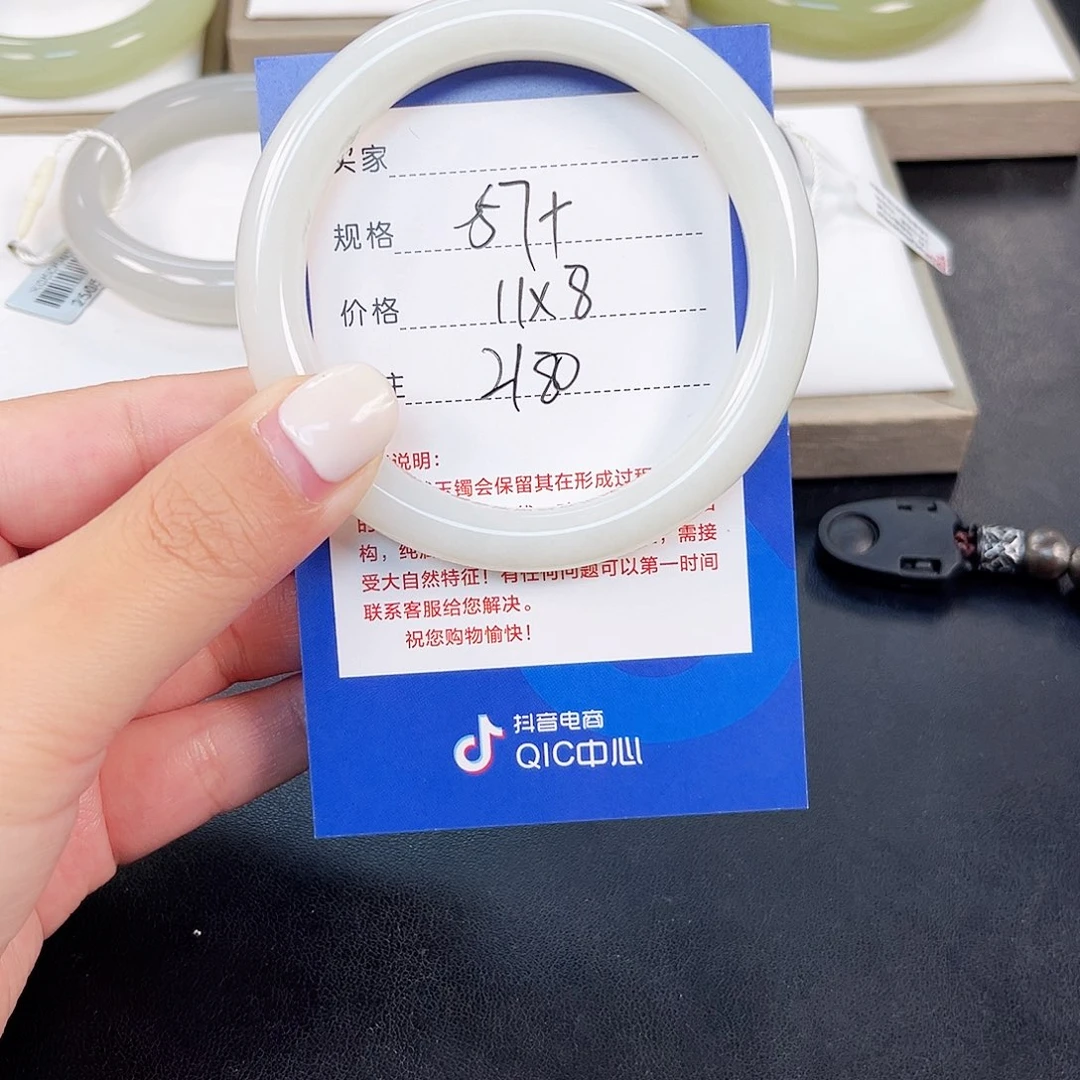 买家
规格 57+
价格 11x8
2180
说明:
玉镯会保留其在形成过程
的
构,纯 需接
受大自然特征!有任何问题可以第一时间
联系客服给您解决。
祝您购物愉快!
抖音电商
QIC中心